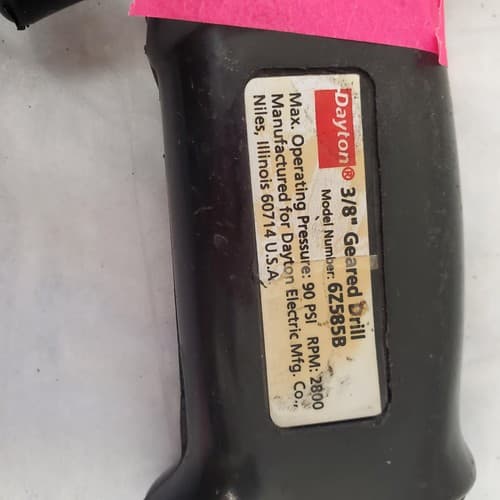 Dayton® 3/8" Geared Drill
Model Number: 6Z585B
Max. Operating Pressure: 90 PSI RPM: 2800
Manufactured for Dayton Electric Mfg. Co.,
Niles, Illinois 60714 U.S.A.